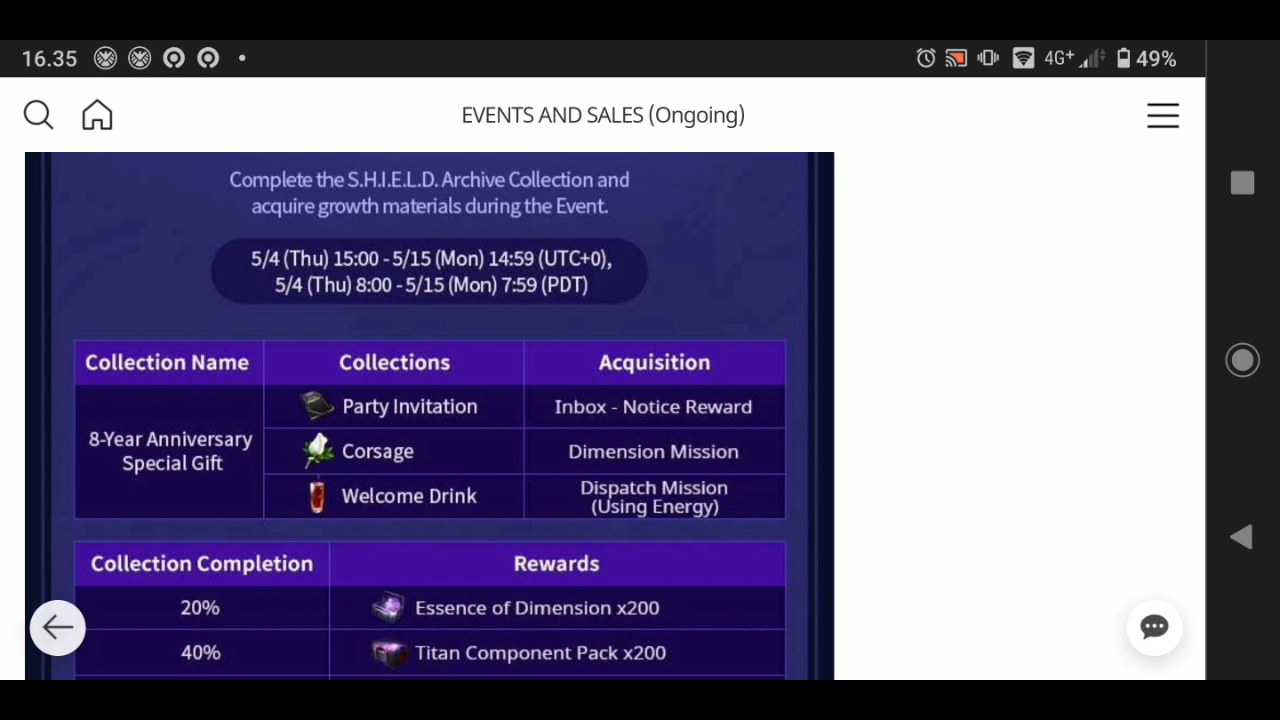 16.35
4G+
49%
EVENTS AND SALES (Ongoing)
Complete the S.H.I.E.L.D. Archive Collection and
acquire growth materials during the Event.
5/4 (Thu) 15:00 - 5/15 (Mon) 14:59 (UTC+0),
5/4 (Thu) 8:00 - 5/15 (Mon) 7:59 (PDT)
Collection Name Collections Acquisition
Party Invitation Inbox - Notice Reward
8-Year Anniversary
Special Gift
Corsage Dimension Mission
Welcome Drink Dispatch Mission
(Using Energy)
Collection Completion Rewards
20% Essence of Dimension x200
40% Titan Component Pack x200